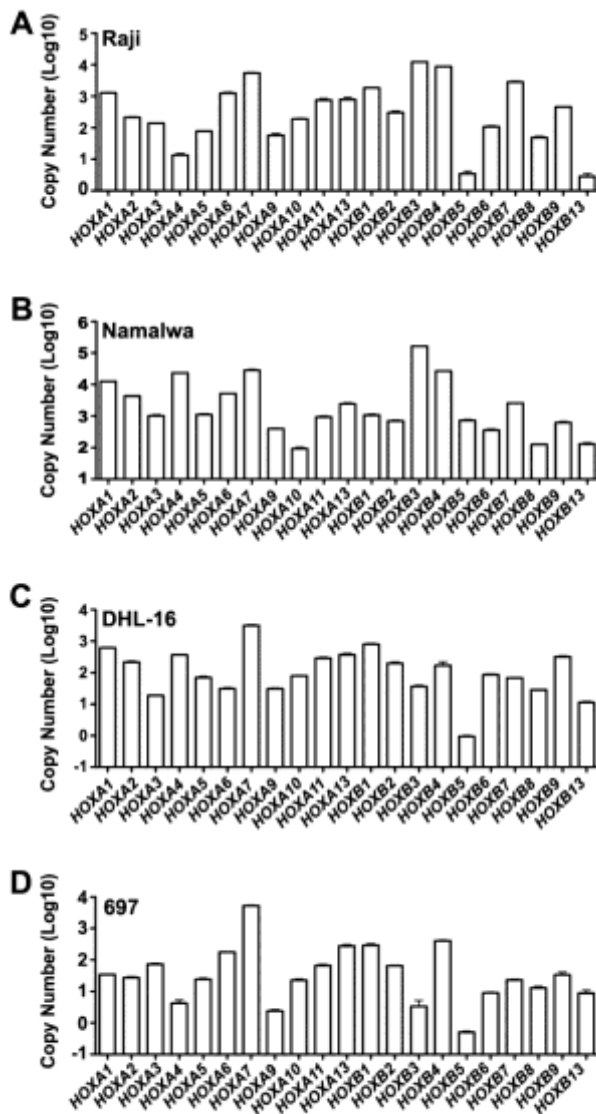 A
Raji
Copy Number (Log10)
5
4
3
2
1
0
HOXA1 HOXA2 HOXA3 HOXA4 HOXA5 HOXA6 HOXA7 HOXA9 HOXA10 HOXA11 HOXA13 HOXB1 HOXB2 HOXB3 HOXB4 HOXB5 HOXB6 HOXB7 HOXB8 HOXB9 HOXB13
B
Namalwa
Copy Number (Log10)
6
5
4
3
2
1
HOXA1 HOXA2 HOXA3 HOXA4 HOXA5 HOXA6 HOXA7 HOXA9 HOXA10 HOXA11 HOXA13 HOXB1 HOXB2 HOXB3 HOXB4 HOXB5 HOXB6 HOXB7 HOXB8 HOXB9 HOXB13
C
DHL-16
Copy Number (Log10)
4
3
2
1
0
-1
HOXA1 HOXA2 HOXA3 HOXA4 HOXA5 HOXA6 HOXA7 HOXA9 HOXA10 HOXA11 HOXA13 HOXB1 HOXB2 HOXB3 HOXB4 HOXB5 HOXB6 HOXB7 HOXB8 HOXB9 HOXB13
D
697
Copy Number (Log10)
4
3
2
1
0
-1
HOXA1 HOXA2 HOXA3 HOXA4 HOXA5 HOXA6 HOXA7 HOXA9 HOXA10 HOXA11 HOXA13 HOXB1 HOXB2 HOXB3 HOXB4 HOXB5 HOXB6 HOXB7 HOXB8 HOXB9 HOXB13